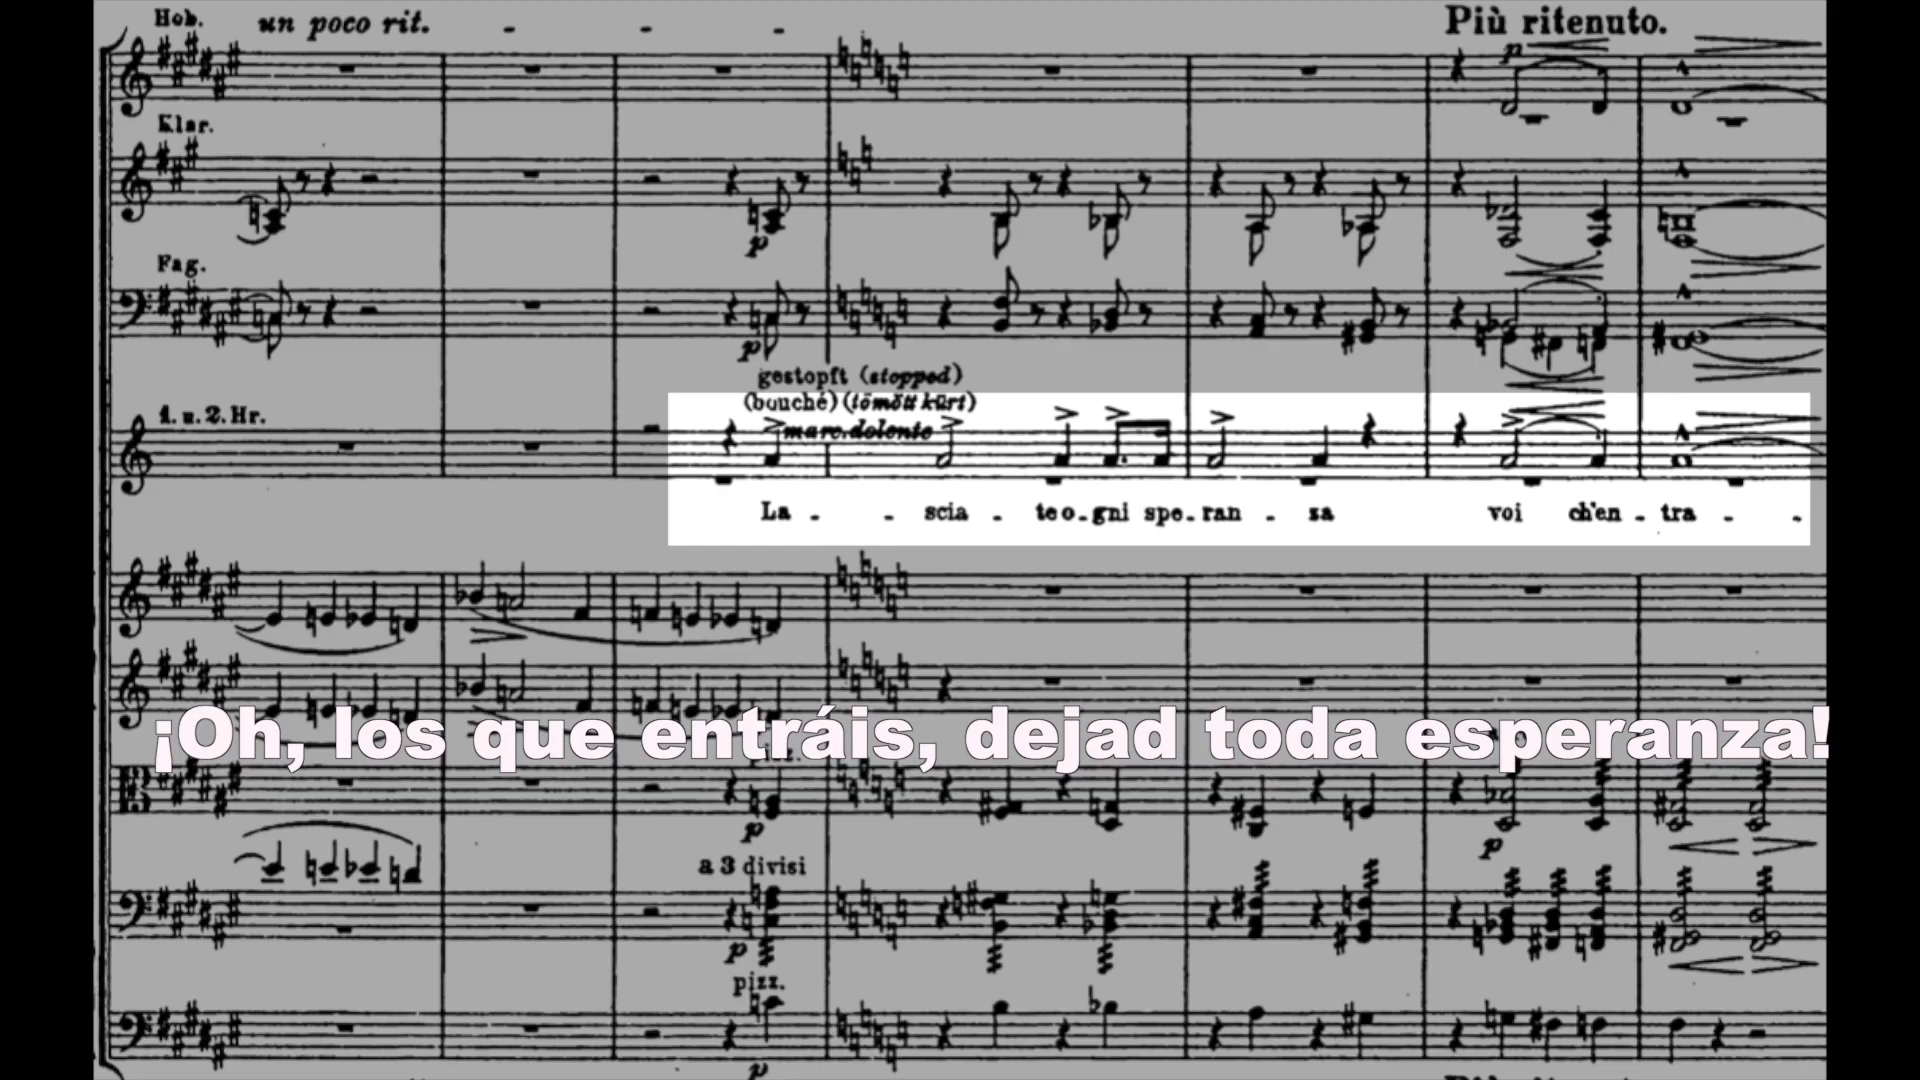 Hob. un poco rit. - - - Più ritenuto.
p
Klar.
p
Fag.
p
gestopft (stopped)
(bouché) (tömött kürt)
1. u. 2. Hr.
marc. dolente
La - - scia - te o - gni spe - ran - za voi ch'en - tra - -
¡Oh, los que entráis, dejad toda esperanza!
p p
a 3 divisi
p
pizz.
p